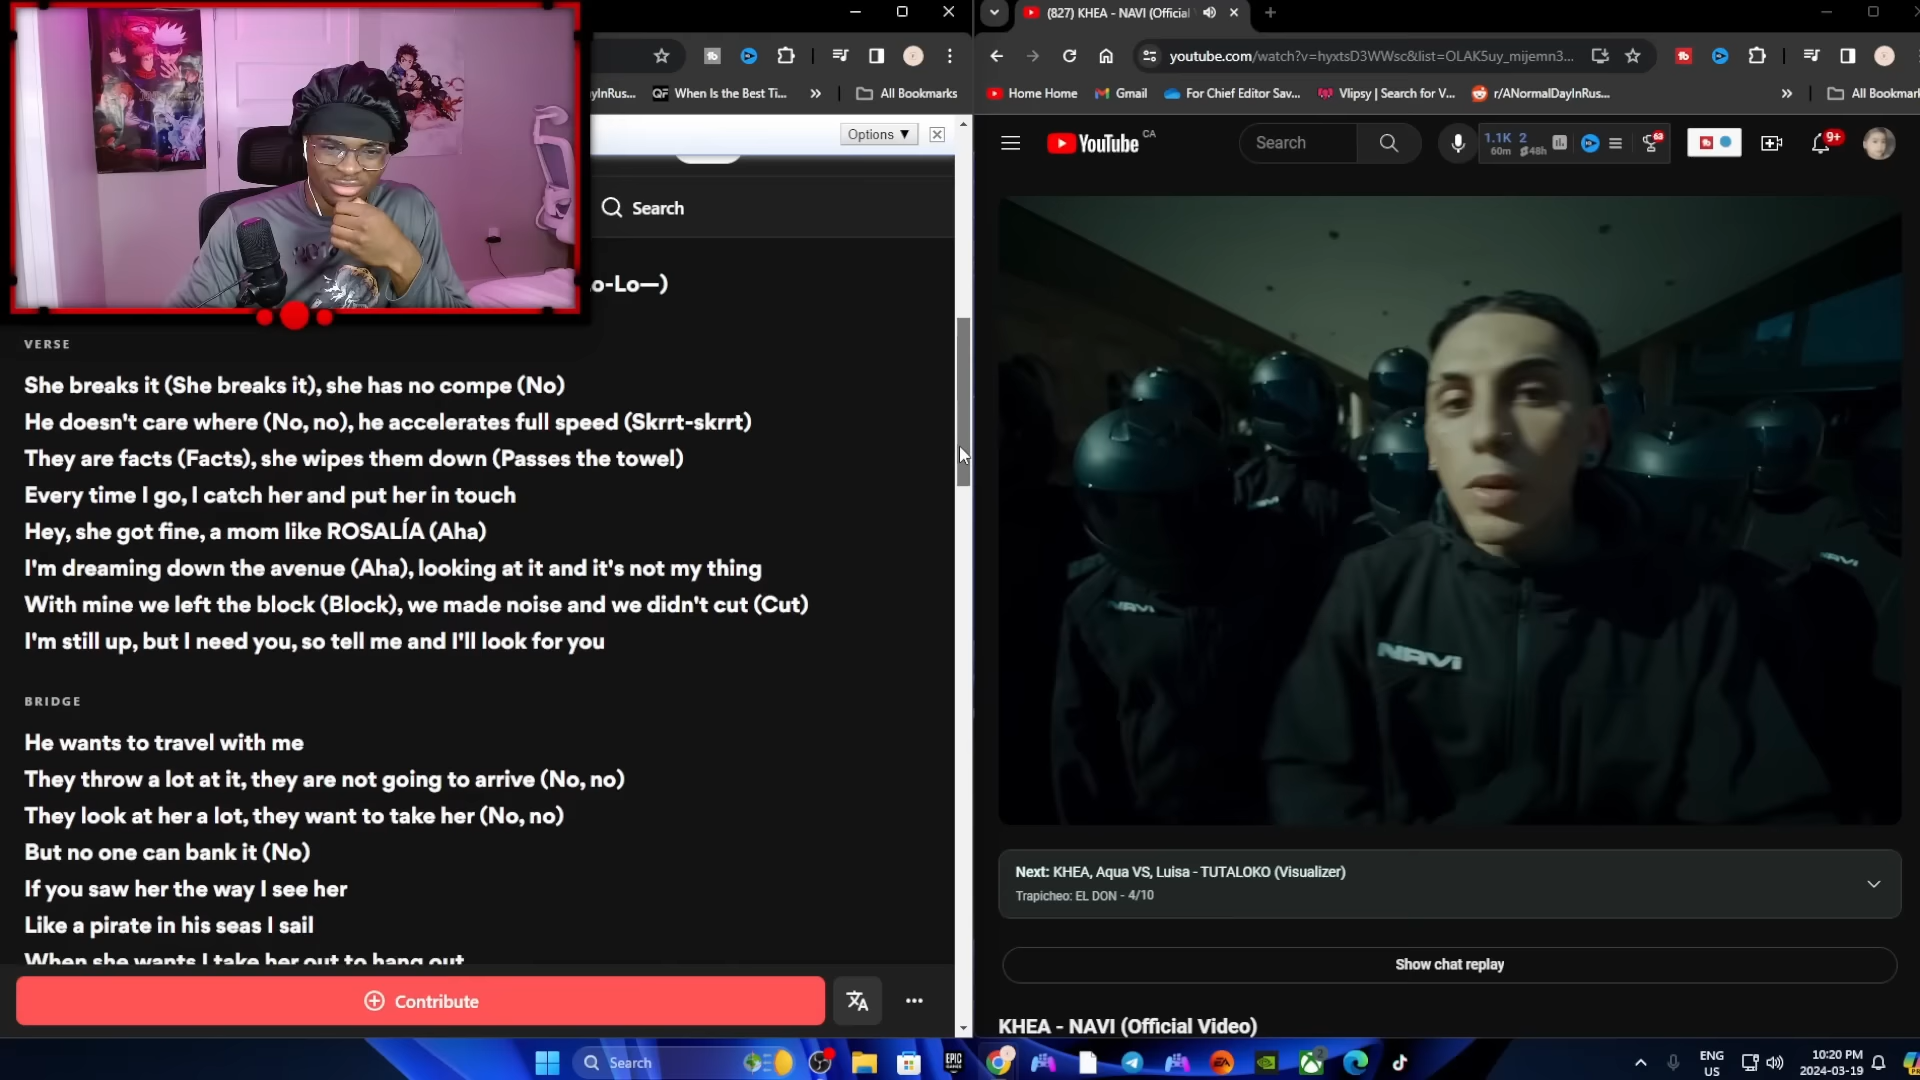 (827) KHEA - NAVI (Official
youtube.com/watch?v=hyxtsD3WWsc&list=OLAK5uy_mijemn3...
When Is the Best Ti...
All Bookmarks
Home Home
Gmail
For Chief Editor Sav...
Vlipsy | Search for V...
r/ANormalDayInRus...
All Bookmar
Options ▼
YouTube CA
Search
1.1K 2
60m 48h
63
9+
Search
o-Lo—)
VERSE
She breaks it (She breaks it), she has no compe (No)
He doesn't care where (No, no), he accelerates full speed (Skrrt-skrrt)
They are facts (Facts), she wipes them down (Passes the towel)
Every time I go, I catch her and put her in touch
Hey, she got fine, a mom like ROSALÍA (Aha)
I'm dreaming down the avenue (Aha), looking at it and it's not my thing
With mine we left the block (Block), we made noise and we didn't cut (Cut)
I'm still up, but I need you, so tell me and I'll look for you
BRIDGE
He wants to travel with me
They throw a lot at it, they are not going to arrive (No, no)
They look at her a lot, they want to take her (No, no)
But no one can bank it (No)
If you saw her the way I see her
Like a pirate in his seas I sail
When she wants I take her out to hang out
Contribute
NAVI
NAVI
Next: KHEA, Aqua VS, Luisa - TUTALOKO (Visualizer)
Trapicheo: EL DON - 4/10
Show chat replay
KHEA - NAVI (Official Video)
Search
EPIC
ENG
US
10:20 PM
2024-03-19